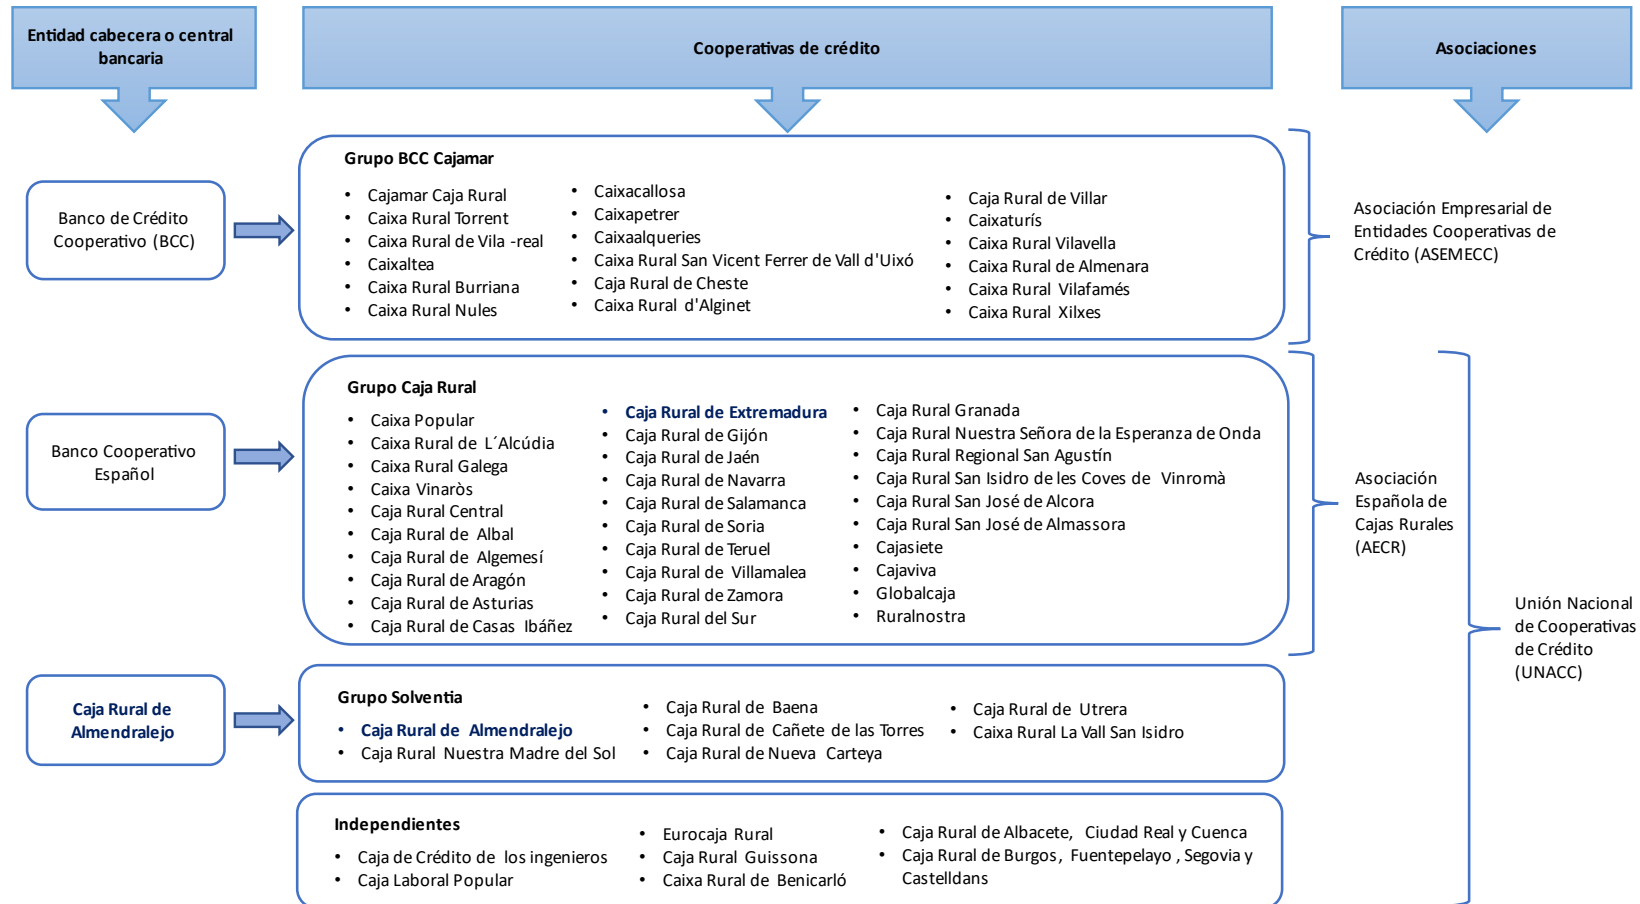 Entidad cabecera o central
bancaria
Cooperativas de crédito
Asociaciones
Banco de Crédito
Cooperativo (BCC)
Grupo BCC Cajamar
• Cajamar Caja Rural
• Caixa Rural Torrent
• Caixa Rural de Vila -real
• Caixaltea
• Caixa Rural Burriana
• Caixa Rural Nules
• Caixacallosa
• Caixapetrer
• Caixaalqueries
• Caixa Rural San Vicent Ferrer de Vall d'Uixó
• Caja Rural de Cheste
• Caixa Rural d'Alginet
• Caja Rural de Villar
• Caixaturís
• Caixa Rural Vilavella
• Caixa Rural de Almenara
• Caixa Rural Vilafamés
• Caixa Rural Xilxes
Asociación Empresarial de
Entidades Cooperativas de
Crédito (ASEMECC)
Banco Cooperativo
Español
Grupo Caja Rural
• Caixa Popular
• Caixa Rural de L´Alcúdia
• Caixa Rural Galega
• Caixa Vinaròs
• Caja Rural Central
• Caja Rural de Albal
• Caja Rural de Algemesí
• Caja Rural de Aragón
• Caja Rural de Asturias
• Caja Rural de Casas Ibáñez
• Caja Rural de Extremadura
• Caja Rural de Gijón
• Caja Rural de Jaén
• Caja Rural de Navarra
• Caja Rural de Salamanca
• Caja Rural de Soria
• Caja Rural de Teruel
• Caja Rural de Villamalea
• Caja Rural de Zamora
• Caja Rural del Sur
• Caja Rural Granada
• Caja Rural Nuestra Señora de la Esperanza de Onda
• Caja Rural Regional San Agustín
• Caja Rural San Isidro de les Coves de Vinromà
• Caja Rural San José de Alcora
• Caja Rural San José de Almassora
• Cajasiete
• Cajaviva
• Globalcaja
• Ruralnostra
Asociación
Española de
Cajas Rurales
(AECR)
Unión Nacional
de Cooperativas
de Crédito
(UNACC)
Caja Rural de
Almendralejo
Grupo Solventia
• Caja Rural de Almendralejo
• Caja Rural Nuestra Madre del Sol
• Caja Rural de Baena
• Caja Rural de Cañete de las Torres
• Caja Rural de Nueva Carteya
• Caja Rural de Utrera
• Caixa Rural La Vall San Isidro
Independientes
• Caja de Crédito de los ingenieros
• Caja Laboral Popular
• Eurocaja Rural
• Caja Rural Guissona
• Caixa Rural de Benicarló
• Caja Rural de Albacete, Ciudad Real y Cuenca
• Caja Rural de Burgos, Fuentepelayo , Segovia y
Castelldans